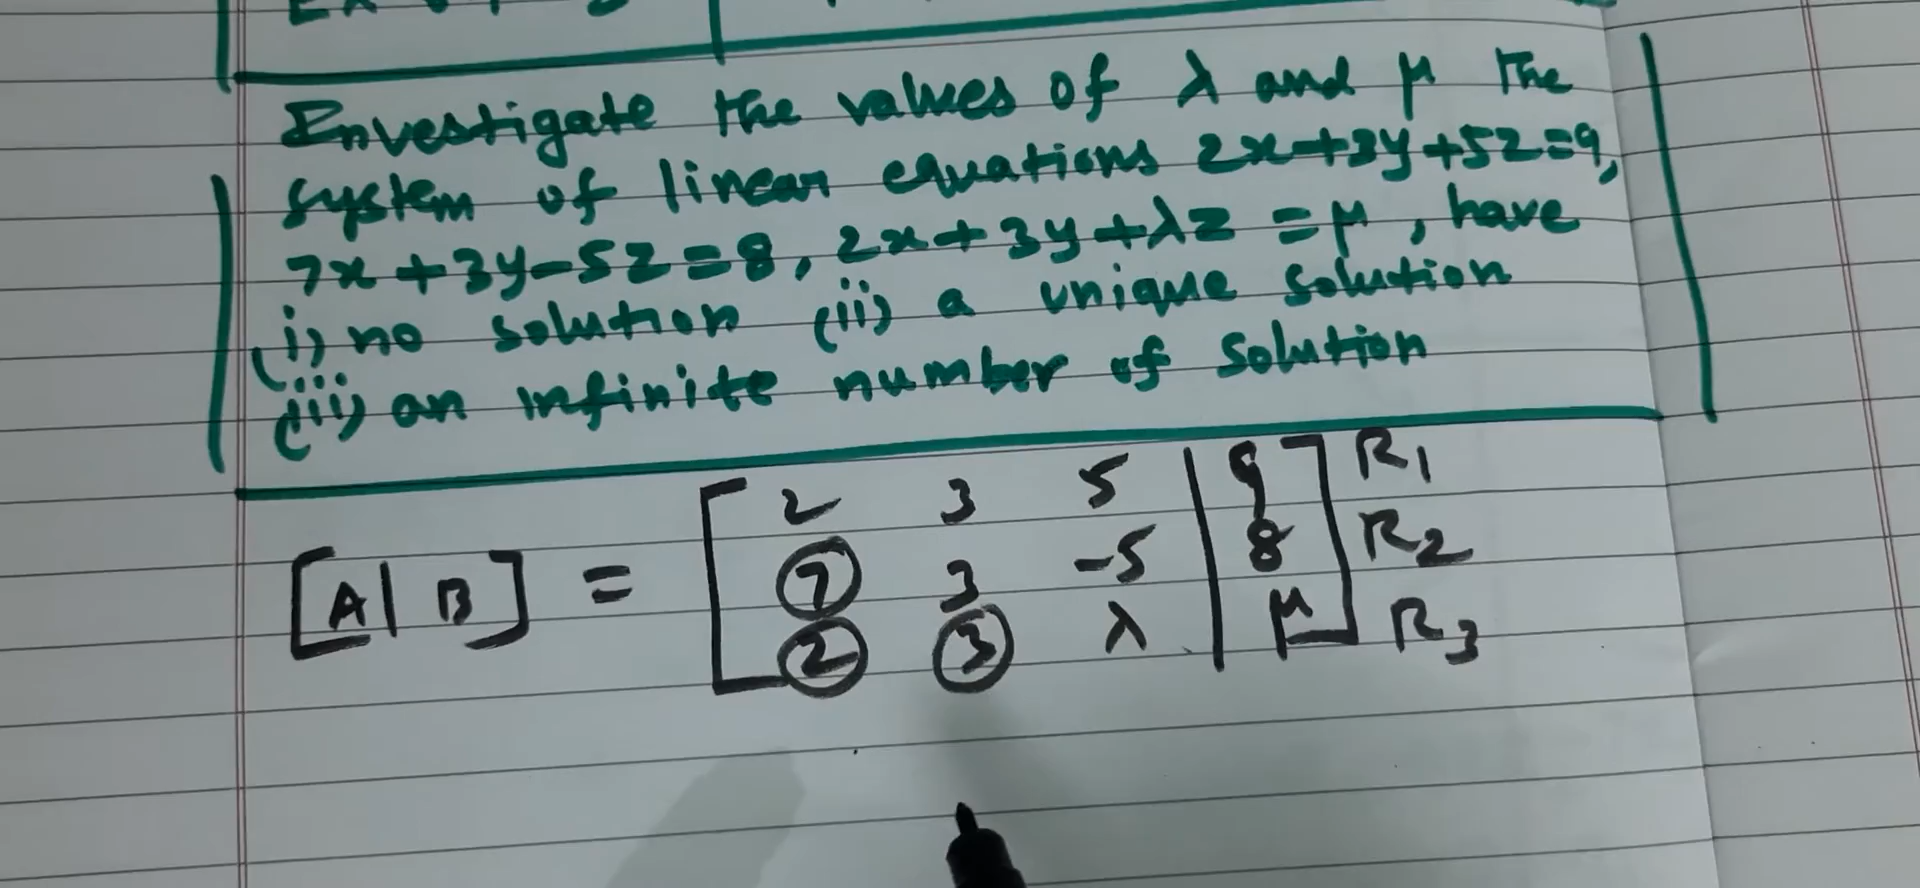 Investigate the values of λ and μ the
system of linear equations 2x+3y+5z=9,
7x+3y-5z=8, 2x+3y+λz=μ, have
(i) no solution (ii) a unique solution
(iii) an infinite number of solution
[A|B] = [2 3 5 | 9] R1
7 3 -5 | 8 R2
2 3 λ | μ R3